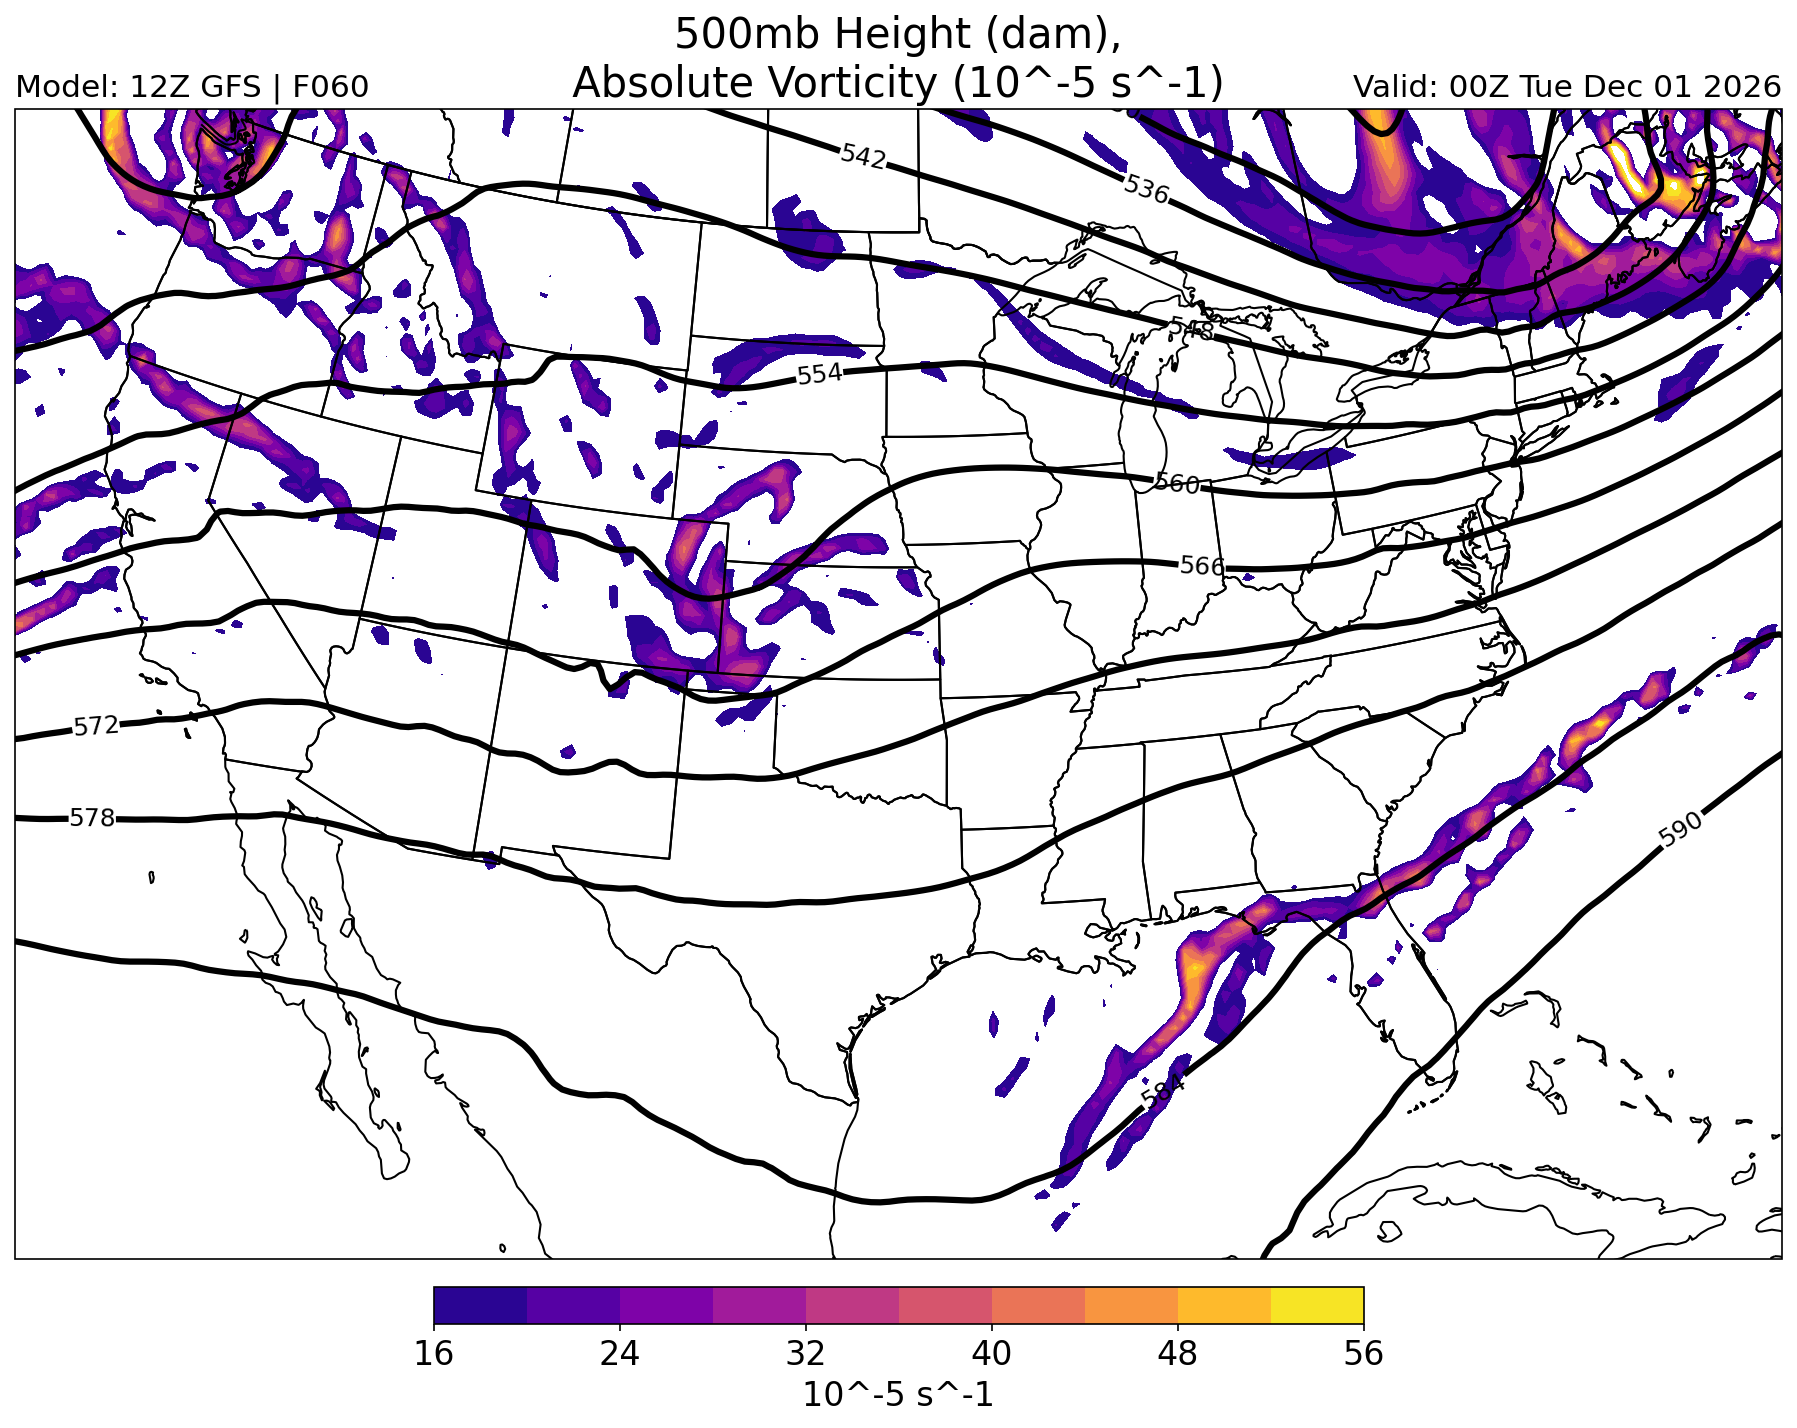 500mb Height (dam),
Absolute Vorticity (10^-5 s^-1)
Model: 12Z GFS | F060
Valid: 00Z Tue Dec 01 2026
542
536
548
554
560
566
572
578
590
584
16 24 32 40 48 56
10^-5 s^-1